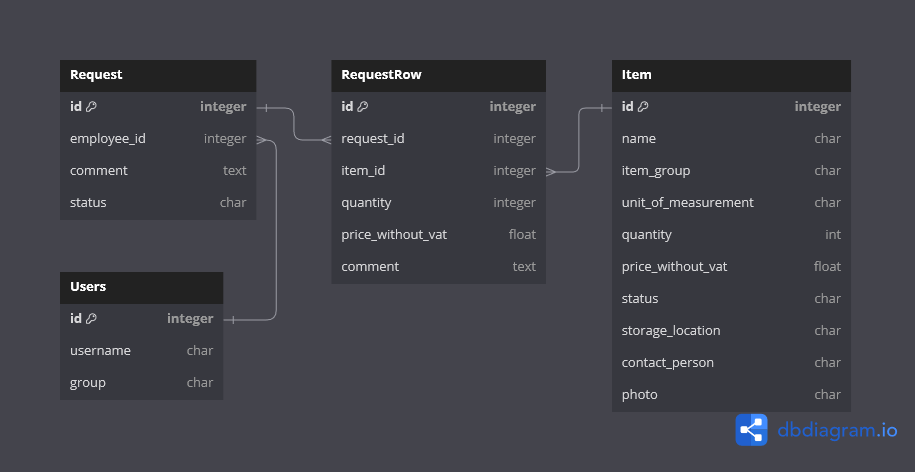 Request
id integer
employee_id integer
comment text
status char
Users
id integer
username char
group char
RequestRow
id integer
request_id integer
item_id integer
quantity integer
price_without_vat float
comment text
Item
id integer
name char
item_group char
unit_of_measurement char
quantity int
price_without_vat float
status char
storage_location char
contact_person char
photo char
dbdiagram.io